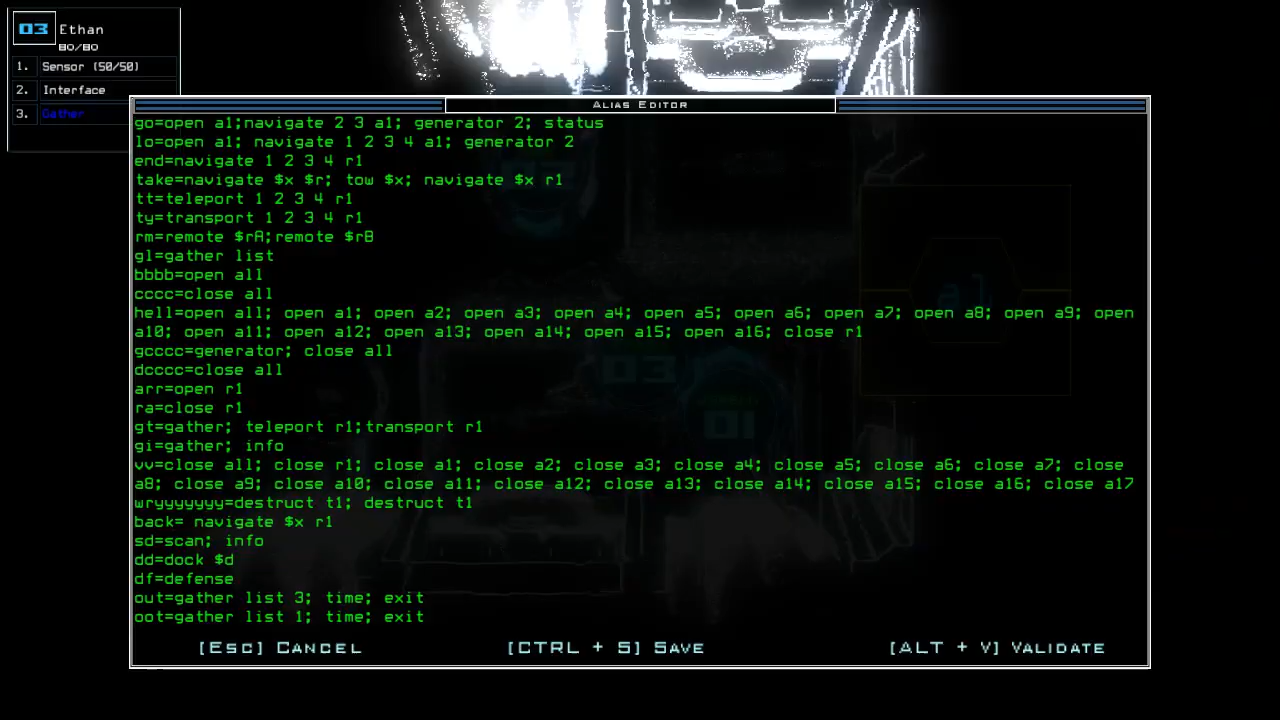 03 Ethan
80/80
1. Sensor (50/50)
2. Interface
3. Gather
Alias Editor
go=open a1;navigate 2 3 a1; generator 2; status
lo=open a1; navigate 1 2 3 4 a1; generator 2
end=navigate 1 2 3 4 r1
take=navigate $x $r; tow $x; navigate $x r1
tt=teleport 1 2 3 4 r1
ty=transport 1 2 3 4 r1
rm=remote $rA;remote $rB
gl=gather list
bbbb=open all
cccc=close all
hell=open all; open a1; open a2; open a3; open a4; open a5; open a6; open a7; open a8; open a9; open
a10; open a11; open a12; open a13; open a14; open a15; open a16; close r1
gcccc=generator; close all
dcccc=close all
arr=open r1
ra=close r1
gt=gather; teleport r1;transport r1
gi=gather; info
vv=close all; close r1; close a1; close a2; close a3; close a4; close a5; close a6; close a7; close
a8; close a9; close a10; close a11; close a12; close a13; close a14; close a15; close a16; close a17
wryyyyyyy=destruct t1; destruct t1
back= navigate $x r1
sd=scan; info
dd=dock $d
df=defense
out=gather list 3; time; exit
oot=gather list 1; time; exit
[Esc] Cancel
[CTRL + S] Save
[ALT + V] Validate
a1
03
01